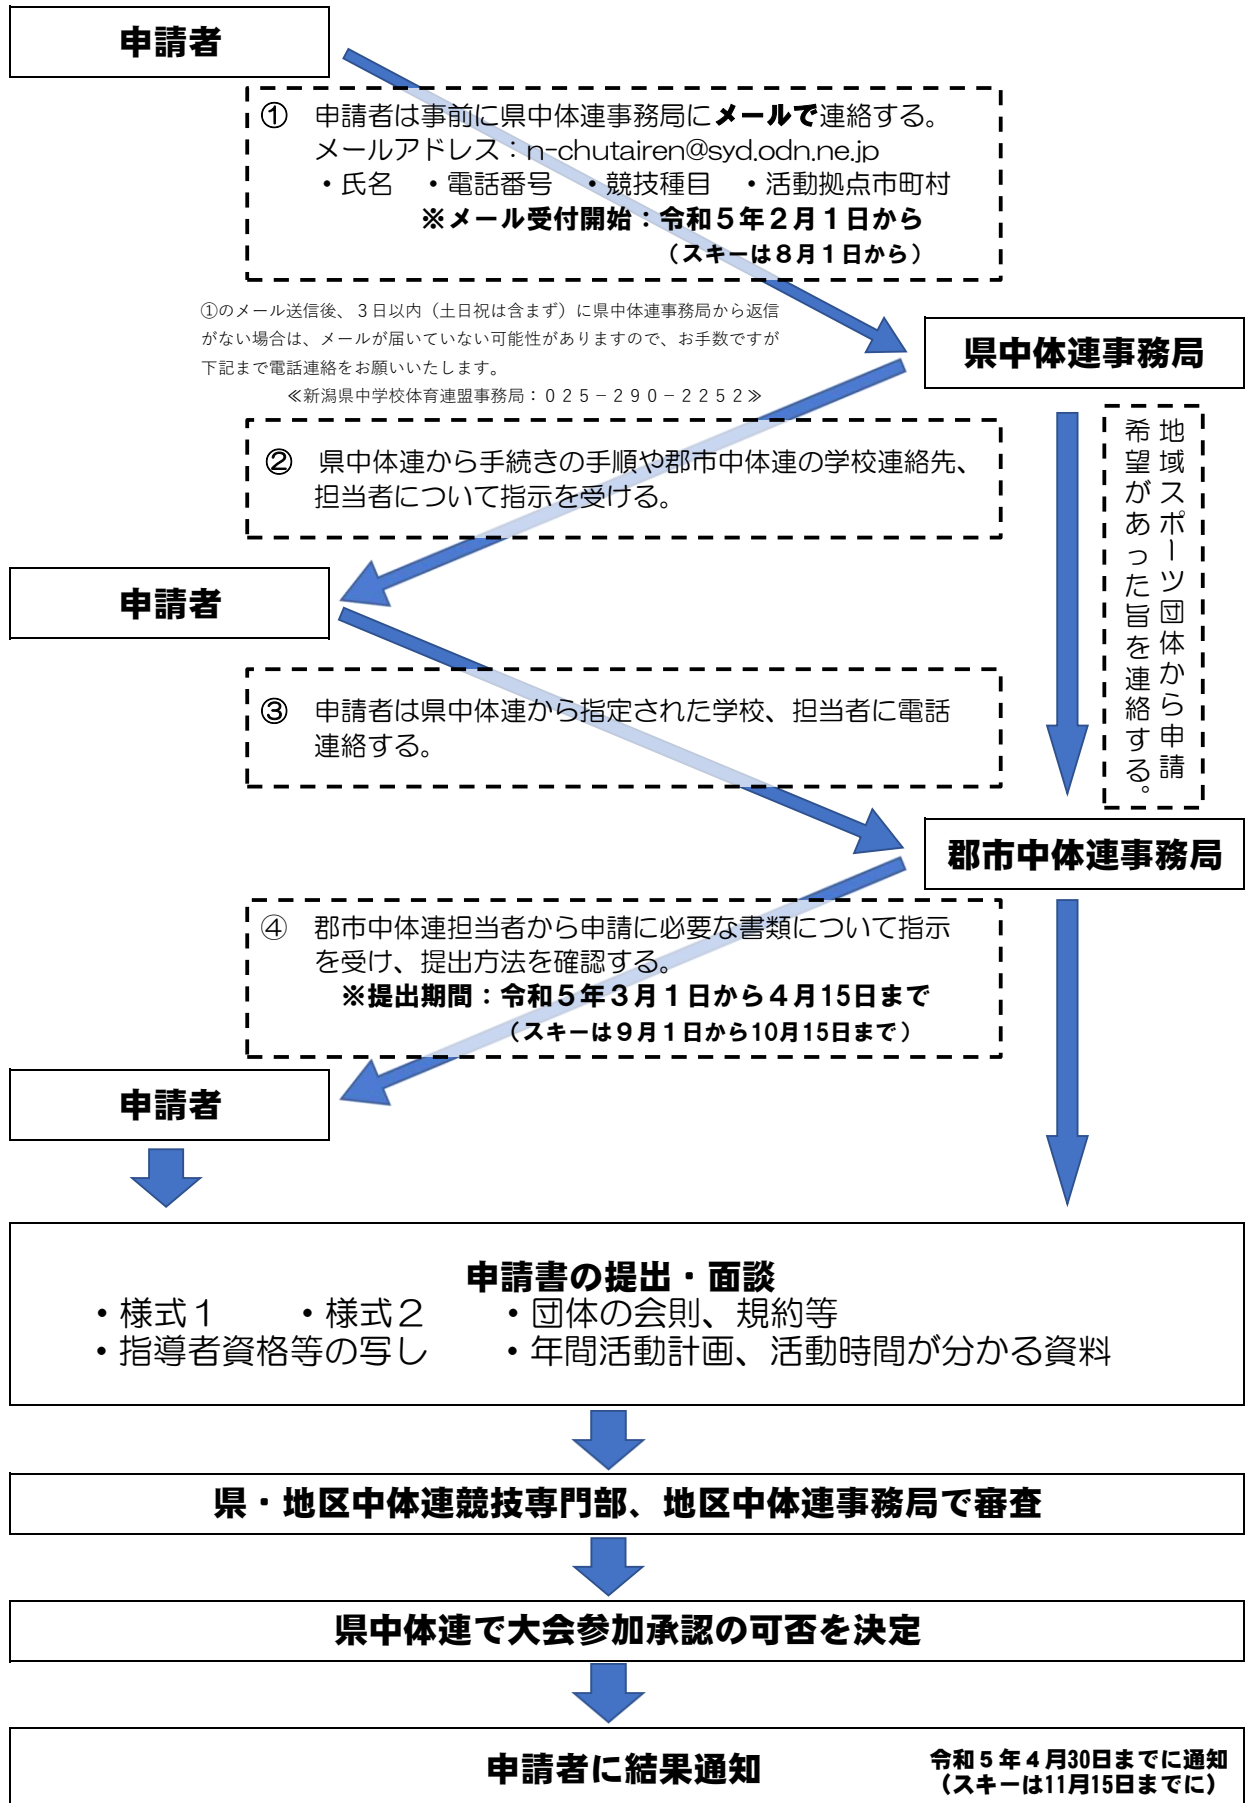 申請者
① 申請者は事前に県中体連事務局にメールで連絡する。
メールアドレス：n-chutairen@syd.odn.ne.jp
・氏名 ・電話番号 ・競技種目 ・活動拠点市町村
※メール受付開始：令和５年２月１日から
（スキーは８月１日から）
①のメール送信後、３日以内（土日祝は含まず）に県中体連事務局から返信
がない場合は、メールが届いていない可能性がありますので、お手数ですが
下記まで電話連絡をお願いいたします。
≪新潟県中学校体育連盟事務局：０２５－２９０－２２５２≫
県中体連事務局
② 県中体連から手続きの手順や郡市中体連の学校連絡先、
担当者について指示を受ける。
地域スポーツ団体から申請
希望があった旨を連絡する。
申請者
③ 申請者は県中体連から指定された学校、担当者に電話
連絡する。
郡市中体連事務局
④ 郡市中体連担当者から申請に必要な書類について指示
を受け、提出方法を確認する。
※提出期間：令和５年３月１日から４月15日まで
（スキーは９月１日から10月15日まで）
申請者
申請書の提出・面談
・様式１ ・様式２ ・団体の会則、規約等
・指導者資格等の写し ・年間活動計画、活動時間が分かる資料
県・地区中体連競技専門部、地区中体連事務局で審査
県中体連で大会参加承認の可否を決定
申請者に結果通知
令和５年４月30日までに通知
（スキーは11月15日までに）